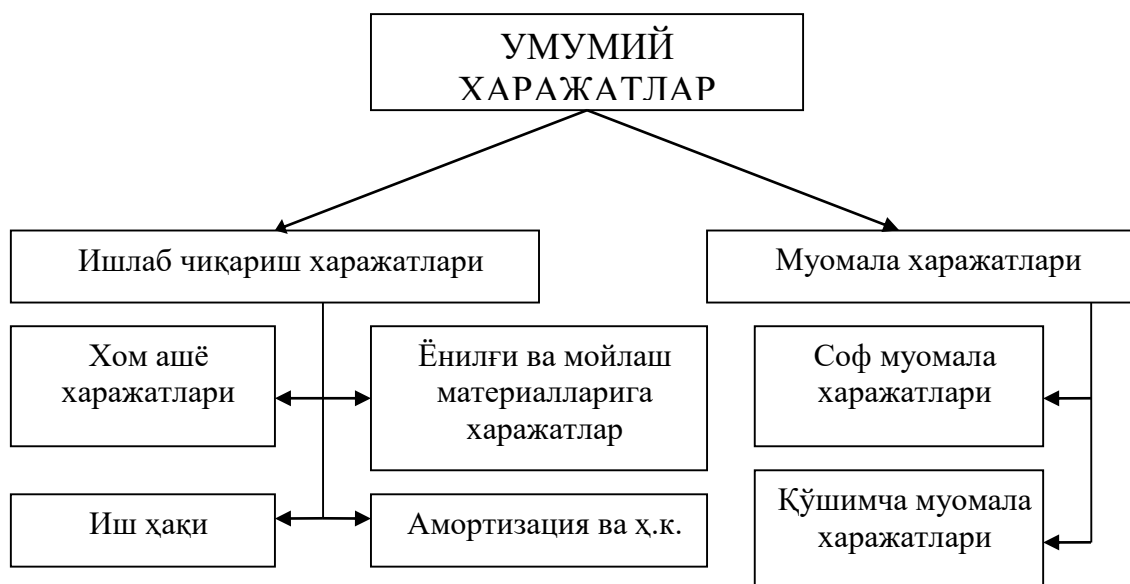 УМУМИЙ
ХАРАЖАТЛАР
Ишлаб чиқариш харажатлари
Муомала харажатлари
Хом ашё
харажатлари
Ёнилғи ва мойлаш
материалларига
харажатлар
Соф муомала
харажатлари
Иш ҳақи
Амортизация ва ҳ.к.
Қўшимча муомала
харажатлари